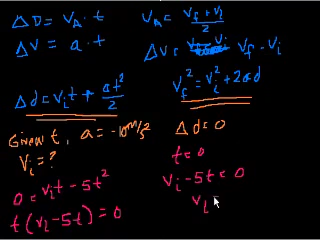 ΔD = V_A · t
V_A = (V_f + V_i)/2
ΔV = a · t
ΔV = V_f - V_i
Δd = V_i t + at²/2
V_f² = V_i² + 2ad
Given t, a = -10 m/s²
V_i = ?
Δd = 0
0 = V_i t - 5t²
t = 0
t(V_i - 5t) = 0
V_i - 5t = 0
V_i =